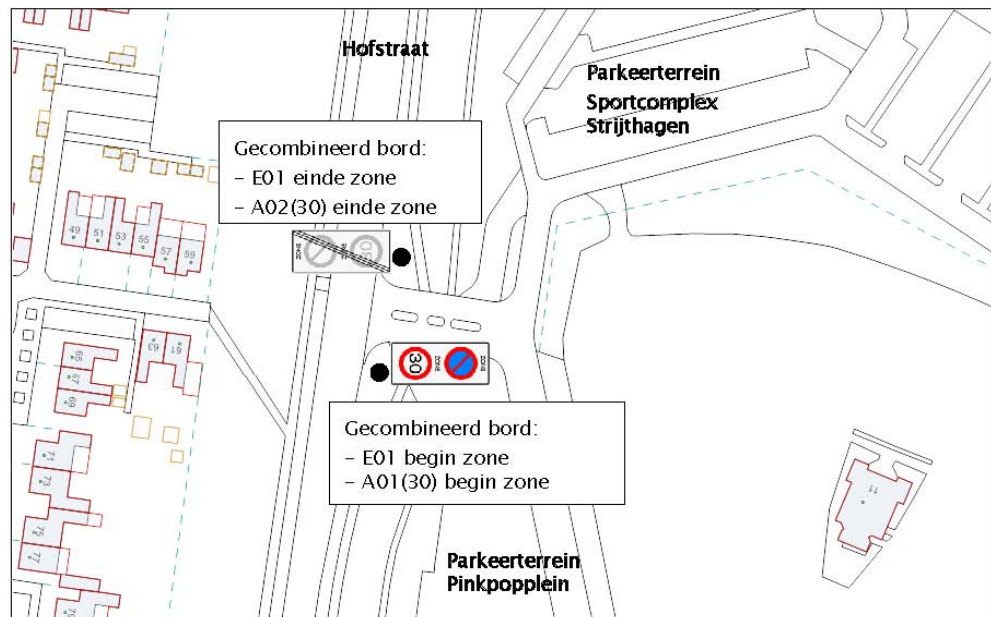 Hofstraat
Parkeerterrein
Sportcomplex
Strijthagen
Gecombineerd bord:
- E01 einde zone
- A02(30) einde zone
49
51
53
55
57
59
30
ZONE
ZONE
61
63
65
67
69
71
73
75
77
Gecombineerd bord:
- E01 begin zone
- A01(30) begin zone
11
Parkeerterrein
Pinkpopplein